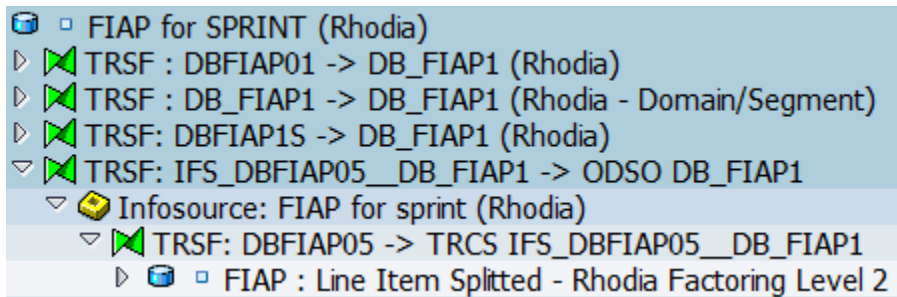 FIAP for SPRINT (Rhodia)
TRSF : DBFIAP01 -> DB_FIAP1 (Rhodia)
TRSF : DB_FIAP1 -> DB_FIAP1 (Rhodia - Domain/Segment)
TRSF: DBFIAP1S -> DB_FIAP1 (Rhodia)
TRSF: IFS_DBFIAP05__DB_FIAP1 -> ODSO DB_FIAP1
Infosource: FIAP for sprint (Rhodia)
TRSF: DBFIAP05 -> TRCS IFS_DBFIAP05__DB_FIAP1
FIAP : Line Item Splitted - Rhodia Factoring Level 2